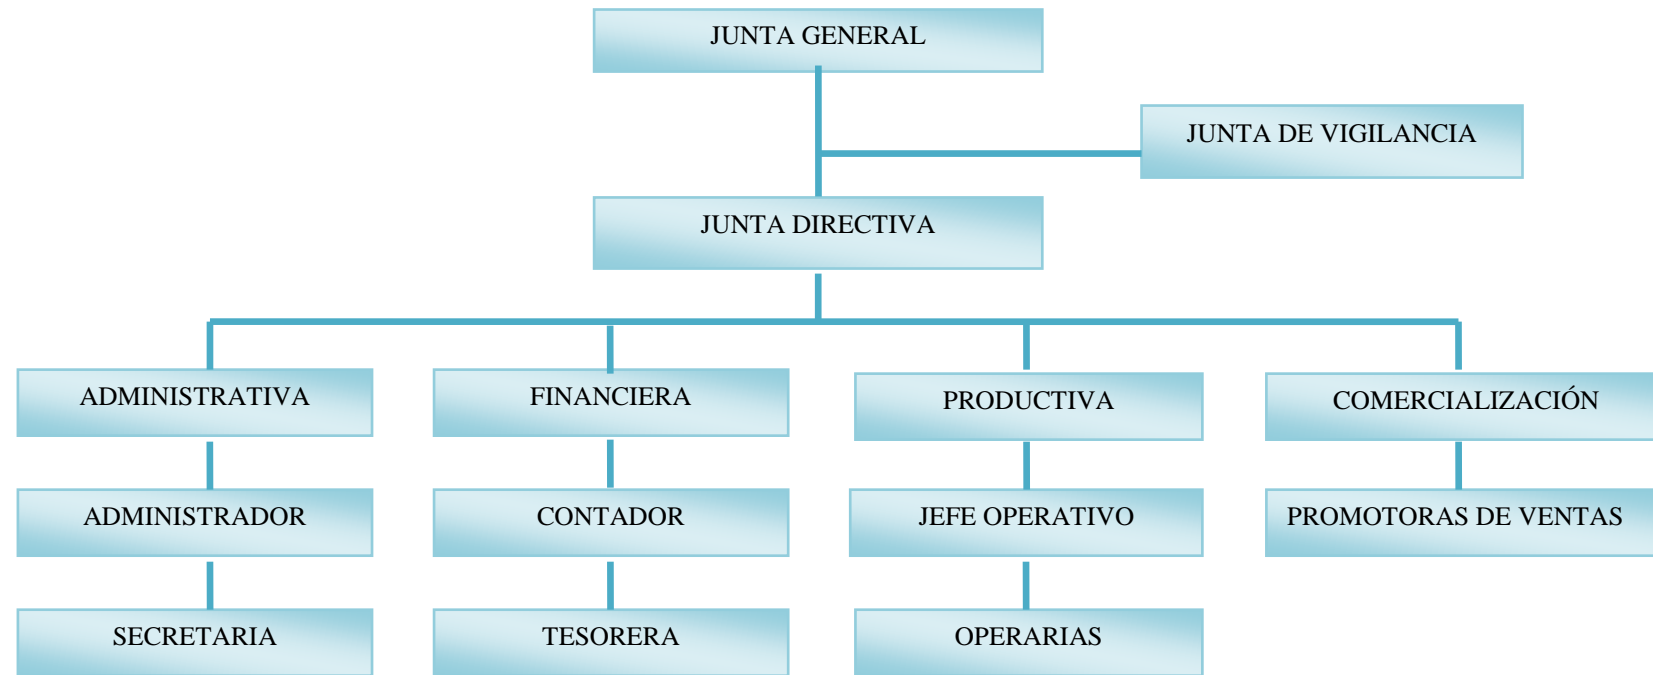 JUNTA GENERAL
JUNTA DE VIGILANCIA
JUNTA DIRECTIVA
ADMINISTRATIVA
FINANCIERA
PRODUCTIVA
COMERCIALIZACIÓN
ADMINISTRADOR
CONTADOR
JEFE OPERATIVO
PROMOTORAS DE VENTAS
SECRETARIA
TESORERA
OPERARIAS